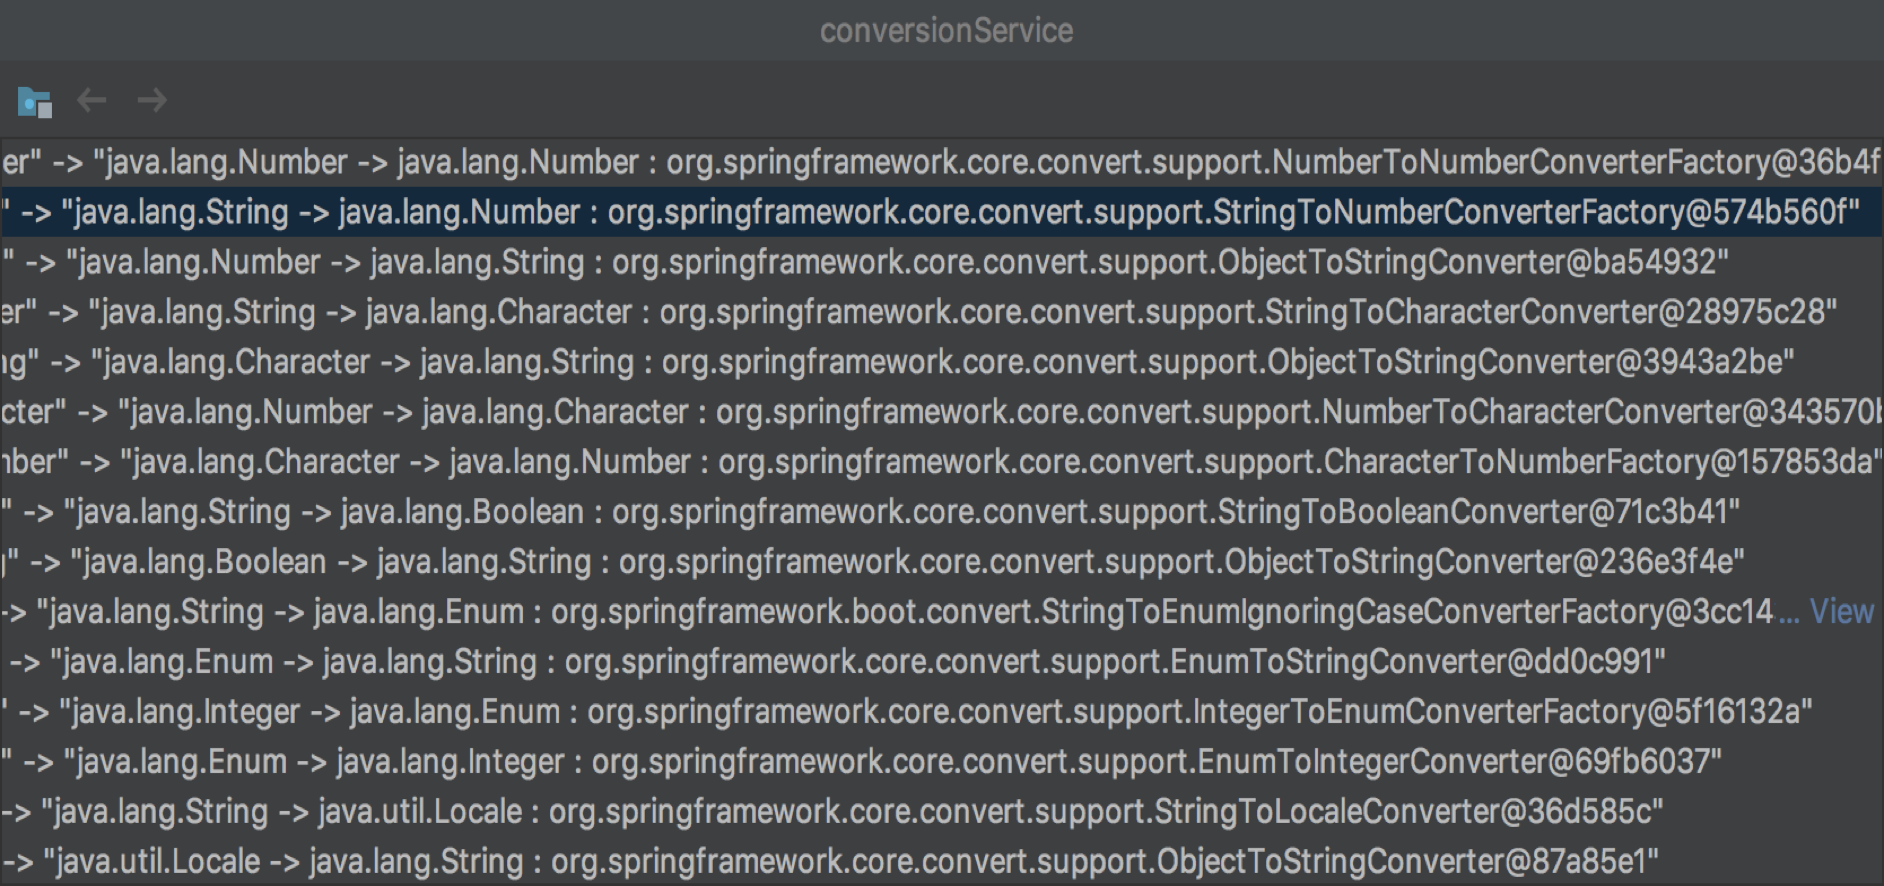 conversionService
er" -> "java.lang.Number -> java.lang.Number : org.springframework.core.convert.support.NumberToNumberConverterFactory@36b4f
" -> "java.lang.String -> java.lang.Number : org.springframework.core.convert.support.StringToNumberConverterFactory@574b560f"
" -> "java.lang.Number -> java.lang.String : org.springframework.core.convert.support.ObjectToStringConverter@ba54932"
er" -> "java.lang.String -> java.lang.Character : org.springframework.core.convert.support.StringToCharacterConverter@28975c28"
ng" -> "java.lang.Character -> java.lang.String : org.springframework.core.convert.support.ObjectToStringConverter@3943a2be"
cter" -> "java.lang.Number -> java.lang.Character : org.springframework.core.convert.support.NumberToCharacterConverter@343570b
nber" -> "java.lang.Character -> java.lang.Number : org.springframework.core.convert.support.CharacterToNumberFactory@157853da"
" -> "java.lang.String -> java.lang.Boolean : org.springframework.core.convert.support.StringToBooleanConverter@71c3b41"
g" -> "java.lang.Boolean -> java.lang.String : org.springframework.core.convert.support.ObjectToStringConverter@236e3f4e"
-> "java.lang.String -> java.lang.Enum : org.springframework.boot.convert.StringToEnumIgnoringCaseConverterFactory@3cc14... View
-> "java.lang.Enum -> java.lang.String : org.springframework.core.convert.support.EnumToStringConverter@dd0c991"
" -> "java.lang.Integer -> java.lang.Enum : org.springframework.core.convert.support.IntegerToEnumConverterFactory@5f16132a"
" -> "java.lang.Enum -> java.lang.Integer : org.springframework.core.convert.support.EnumToIntegerConverter@69fb6037"
-> "java.lang.String -> java.util.Locale : org.springframework.core.convert.support.StringToLocaleConverter@36d585c"
-> "java.util.Locale -> java.lang.String : org.springframework.core.convert.support.ObjectToStringConverter@87a85e1"